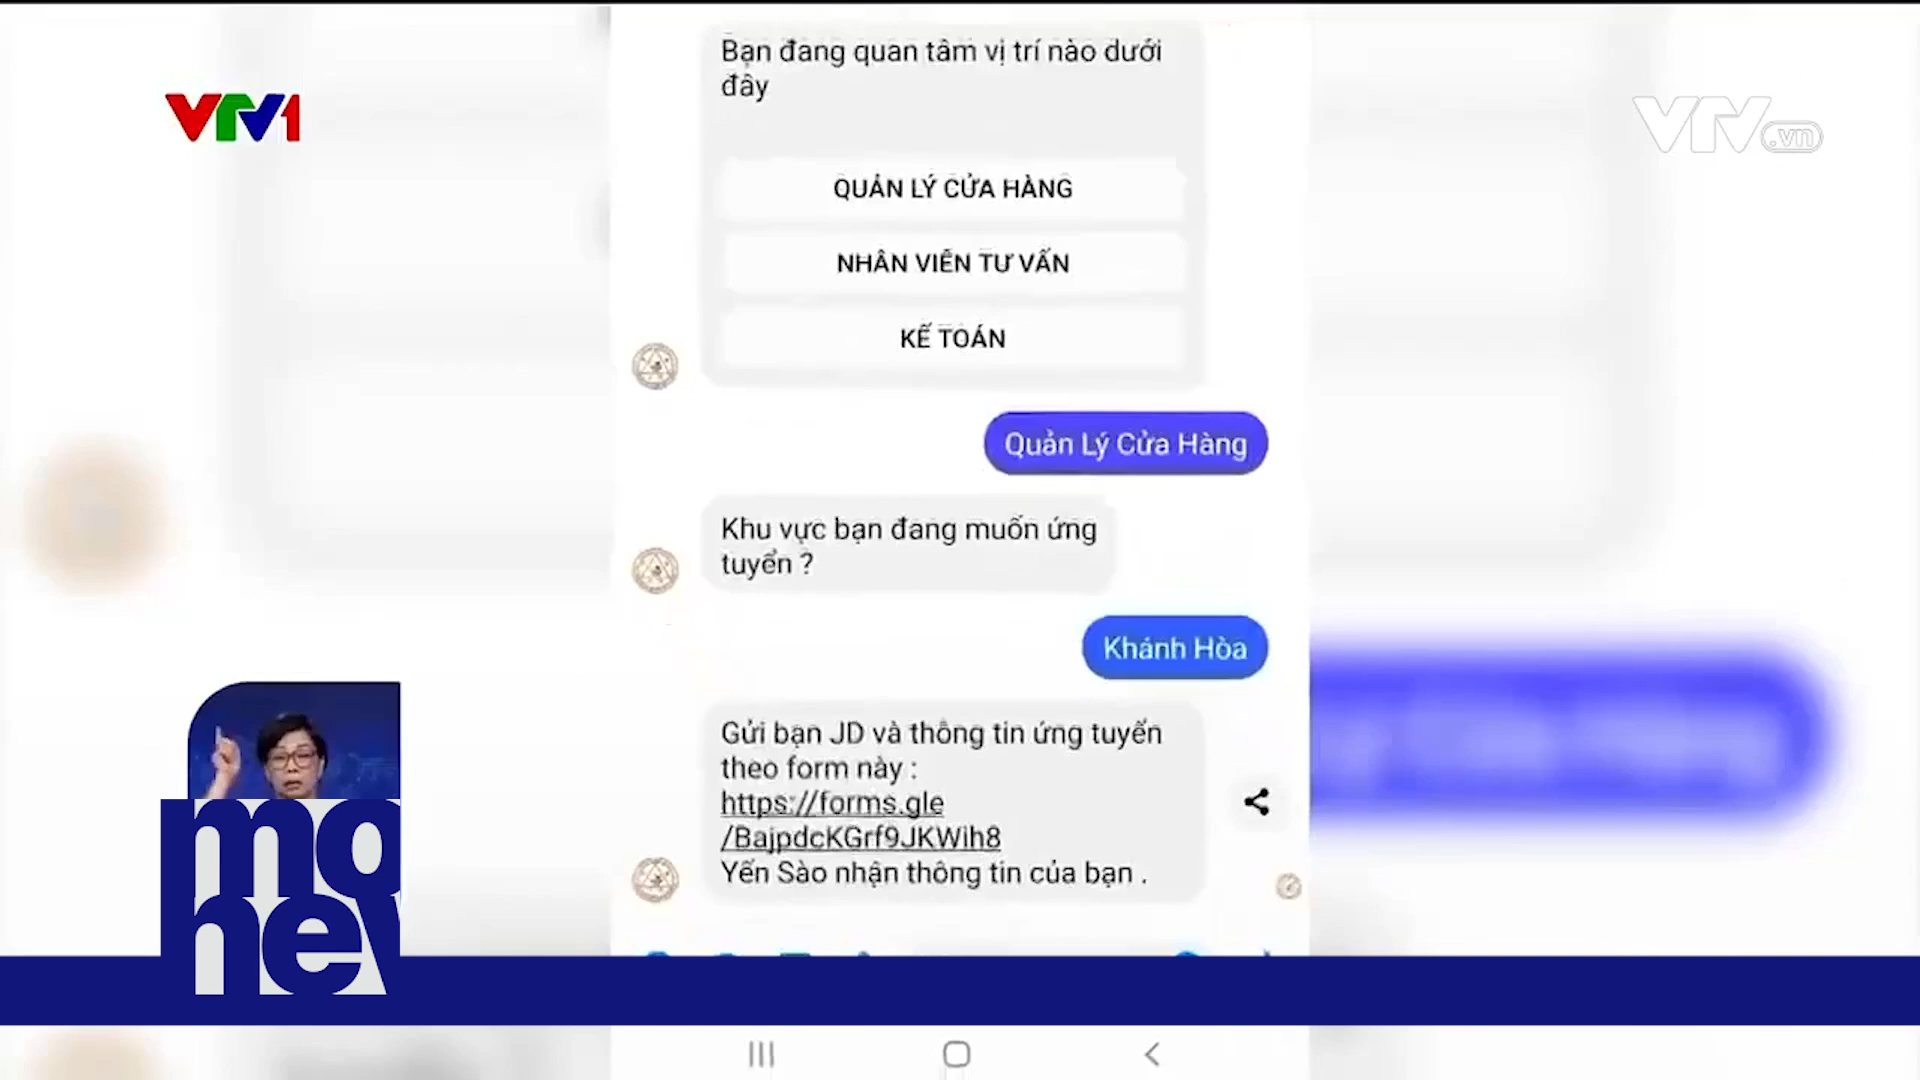 Bạn đang quan tâm vị trí nào dưới
đây
VTV1
VTV.vn
QUẢN LÝ CỬA HÀNG
NHÂN VIÊN TƯ VẤN
KẾ TOÁN
Quản Lý Cửa Hàng
Khu vực bạn đang muốn ứng
tuyển ?
Khánh Hòa
Gửi bạn JD và thông tin ứng tuyển
theo form này :
https://forms.gle
/BajpdcKGrf9JKWih8
Yến Sào nhận thông tin của bạn .